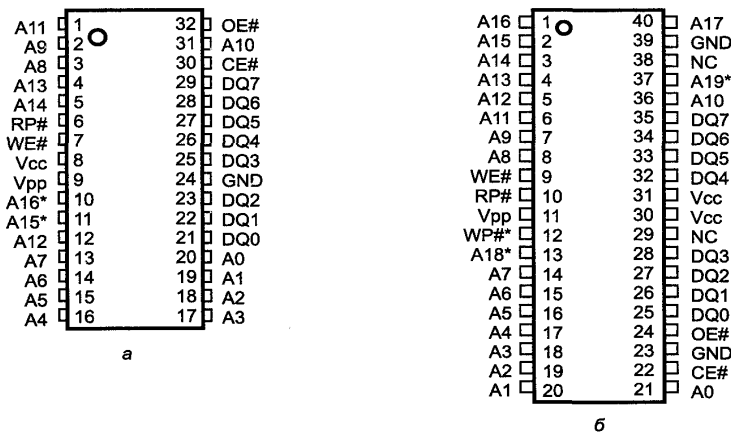 A11 1 32 OE#
A9 2 31 A10
A8 3 30 CE#
A13 4 29 DQ7
A14 5 28 DQ6
RP# 6 27 DQ5
WE# 7 26 DQ4
Vcc 8 25 DQ3
Vpp 9 24 GND
A16* 10 23 DQ2
A15* 11 22 DQ1
A12 12 21 DQ0
A7 13 20 A0
A6 14 19 A1
A5 15 18 A2
A4 16 17 A3
а
A16 1 40 A17
A15 2 39 GND
A14 3 38 NC
A13 4 37 A19*
A12 5 36 A10
A11 6 35 DQ7
A9 7 34 DQ6
A8 8 33 DQ5
WE# 9 32 DQ4
RP# 10 31 Vcc
Vpp 11 30 Vcc
WP#* 12 29 NC
A18* 13 28 DQ3
A7 14 27 DQ2
A6 15 26 DQ1
A5 16 25 DQ0
A4 17 24 OE#
A3 18 23 GND
A2 19 22 CE#
A1 20 21 A0
б